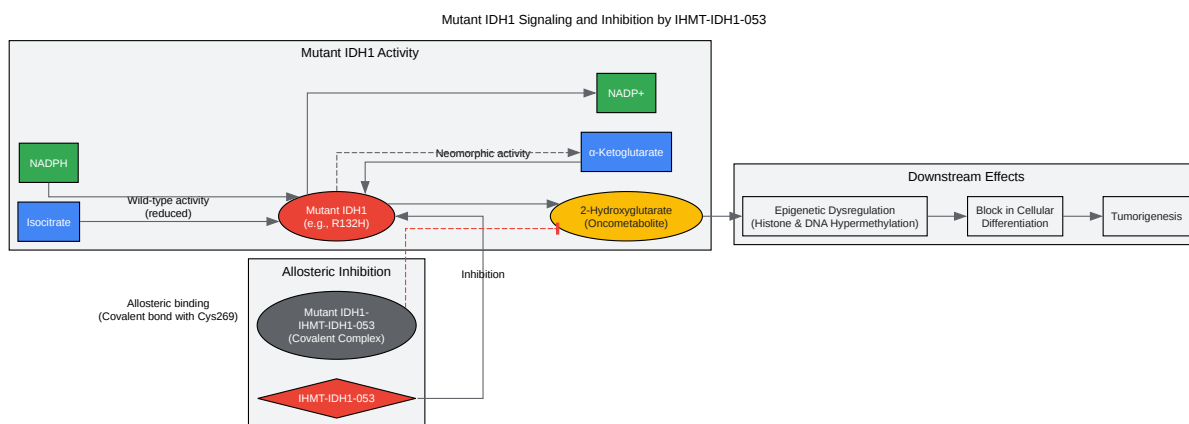 Mutant IDH1 Signaling and Inhibition by IHMT-IDH1-053
Mutant IDH1 Activity
NADP+
NADPH
Neomorphic activity
α-Ketoglutarate
Wild-type activity
(reduced)
Isocitrate
Mutant IDH1
(e.g., R132H)
2-Hydroxyglutarate
(Oncometabolite)
Downstream Effects
Epigenetic Dysregulation
(Histone & DNA Hypermethylation)
Block in Cellular
Differentiation
Tumorigenesis
Allosteric Inhibition
Inhibition
Allosteric binding
(Covalent bond with Cys269)
Mutant IDH1-
IHMT-IDH1-053
(Covalent Complex)
IHMT-IDH1-053